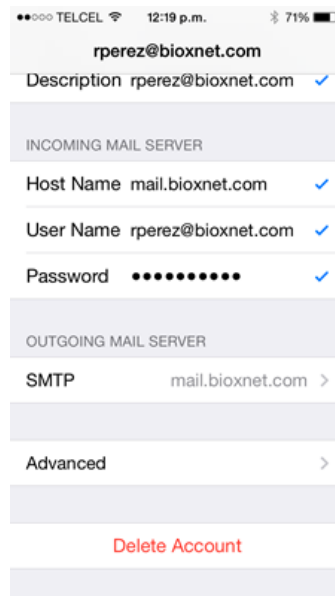 TELCEL 12:19 p.m. 71%
rperez@bioxnet.com
Description rperez@bioxnet.com
INCOMING MAIL SERVER
Host Name mail.bioxnet.com
User Name rperez@bioxnet.com
Password ●●●●●●●●●●
OUTGOING MAIL SERVER
SMTP mail.bioxnet.com
Advanced
Delete Account